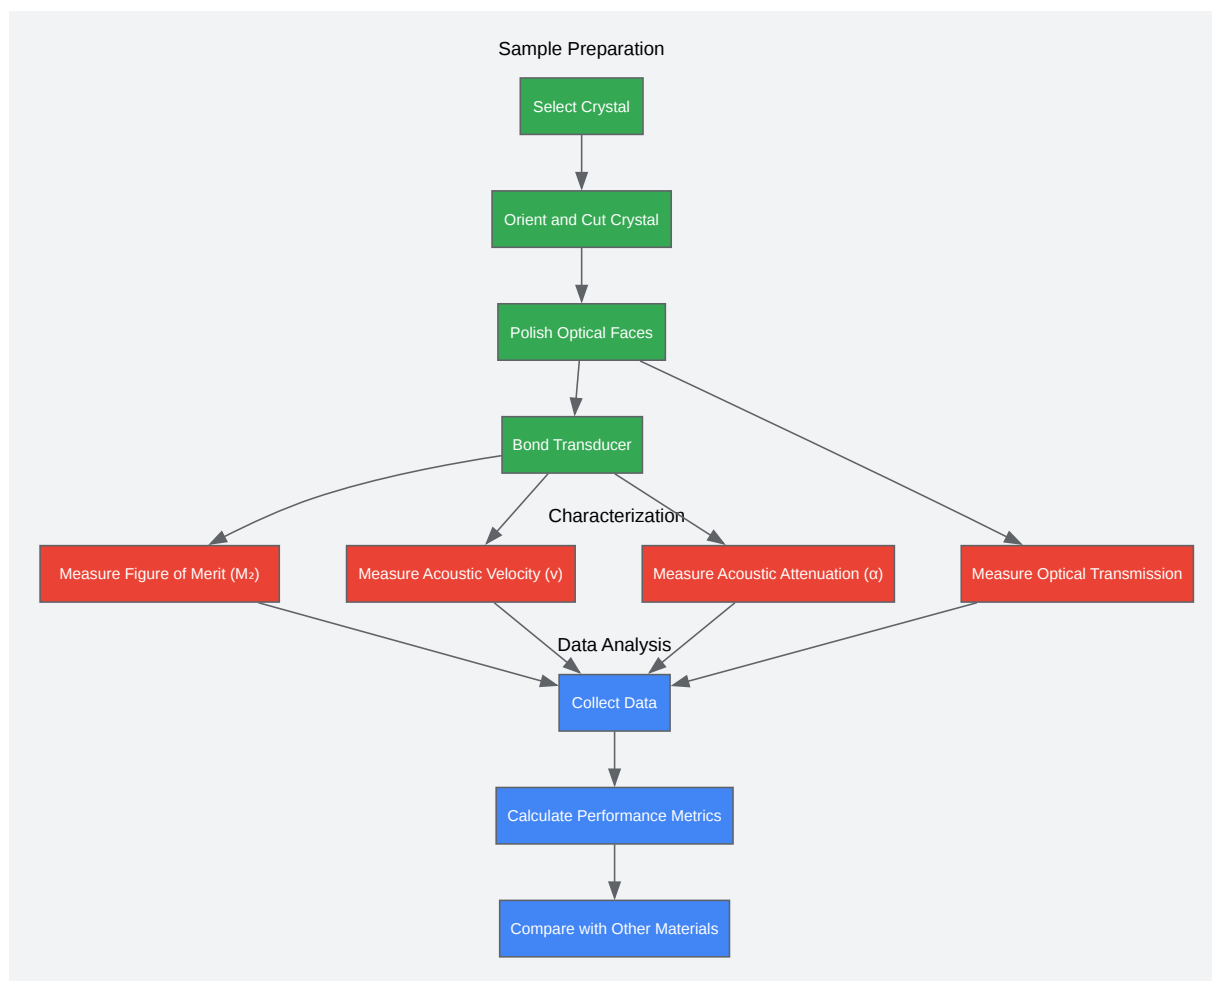 Sample Preparation
Select Crystal
Orient and Cut Crystal
Polish Optical Faces
Bond Transducer
Characterization
Measure Figure of Merit (M₂)
Measure Acoustic Velocity (v)
Measure Acoustic Attenuation (α)
Measure Optical Transmission
Data Analysis
Collect Data
Calculate Performance Metrics
Compare with Other Materials